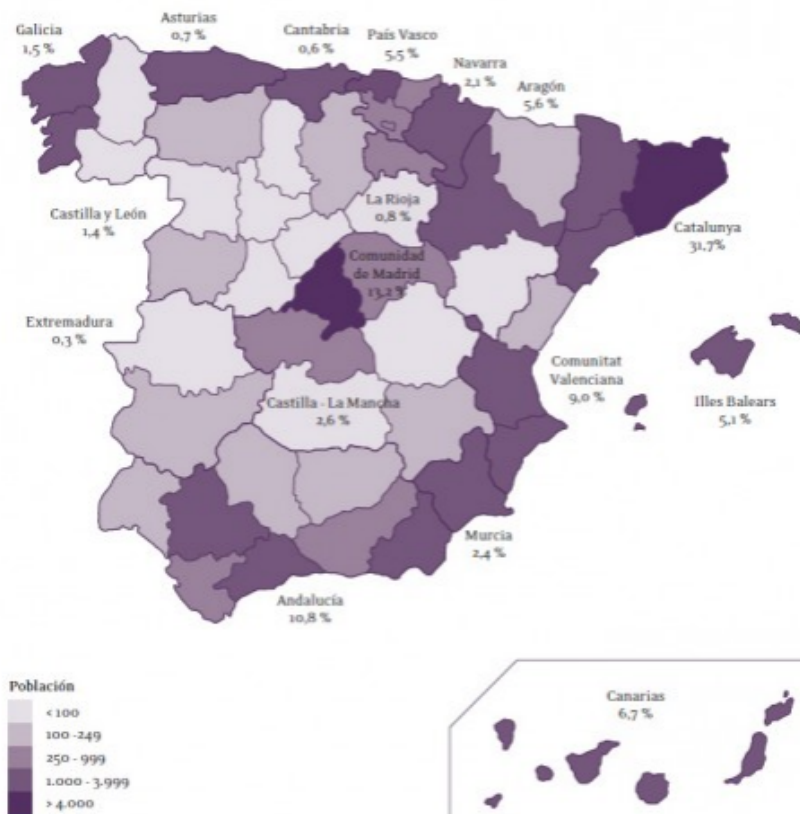 Galicia
1,5 %
Asturias
0,7 %
Cantabria
0,6 %
País Vasco
5,5 %
Navarra
2,1 %
Aragón
5,6 %
La Rioja
0,8 %
Castilla y León
1,4 %
Catalunya
31,7%
Comunidad
de Madrid
13,2 %
Extremadura
0,3 %
Comunitat
Valenciana
9,0 %
Illes Balears
5,1 %
Castilla - La Mancha
2,6 %
Murcia
2,4 %
Andalucía
10,8 %
Canarias
6,7 %
Población
< 100
100 -249
250 - 999
1.000 - 3.999
> 4.000